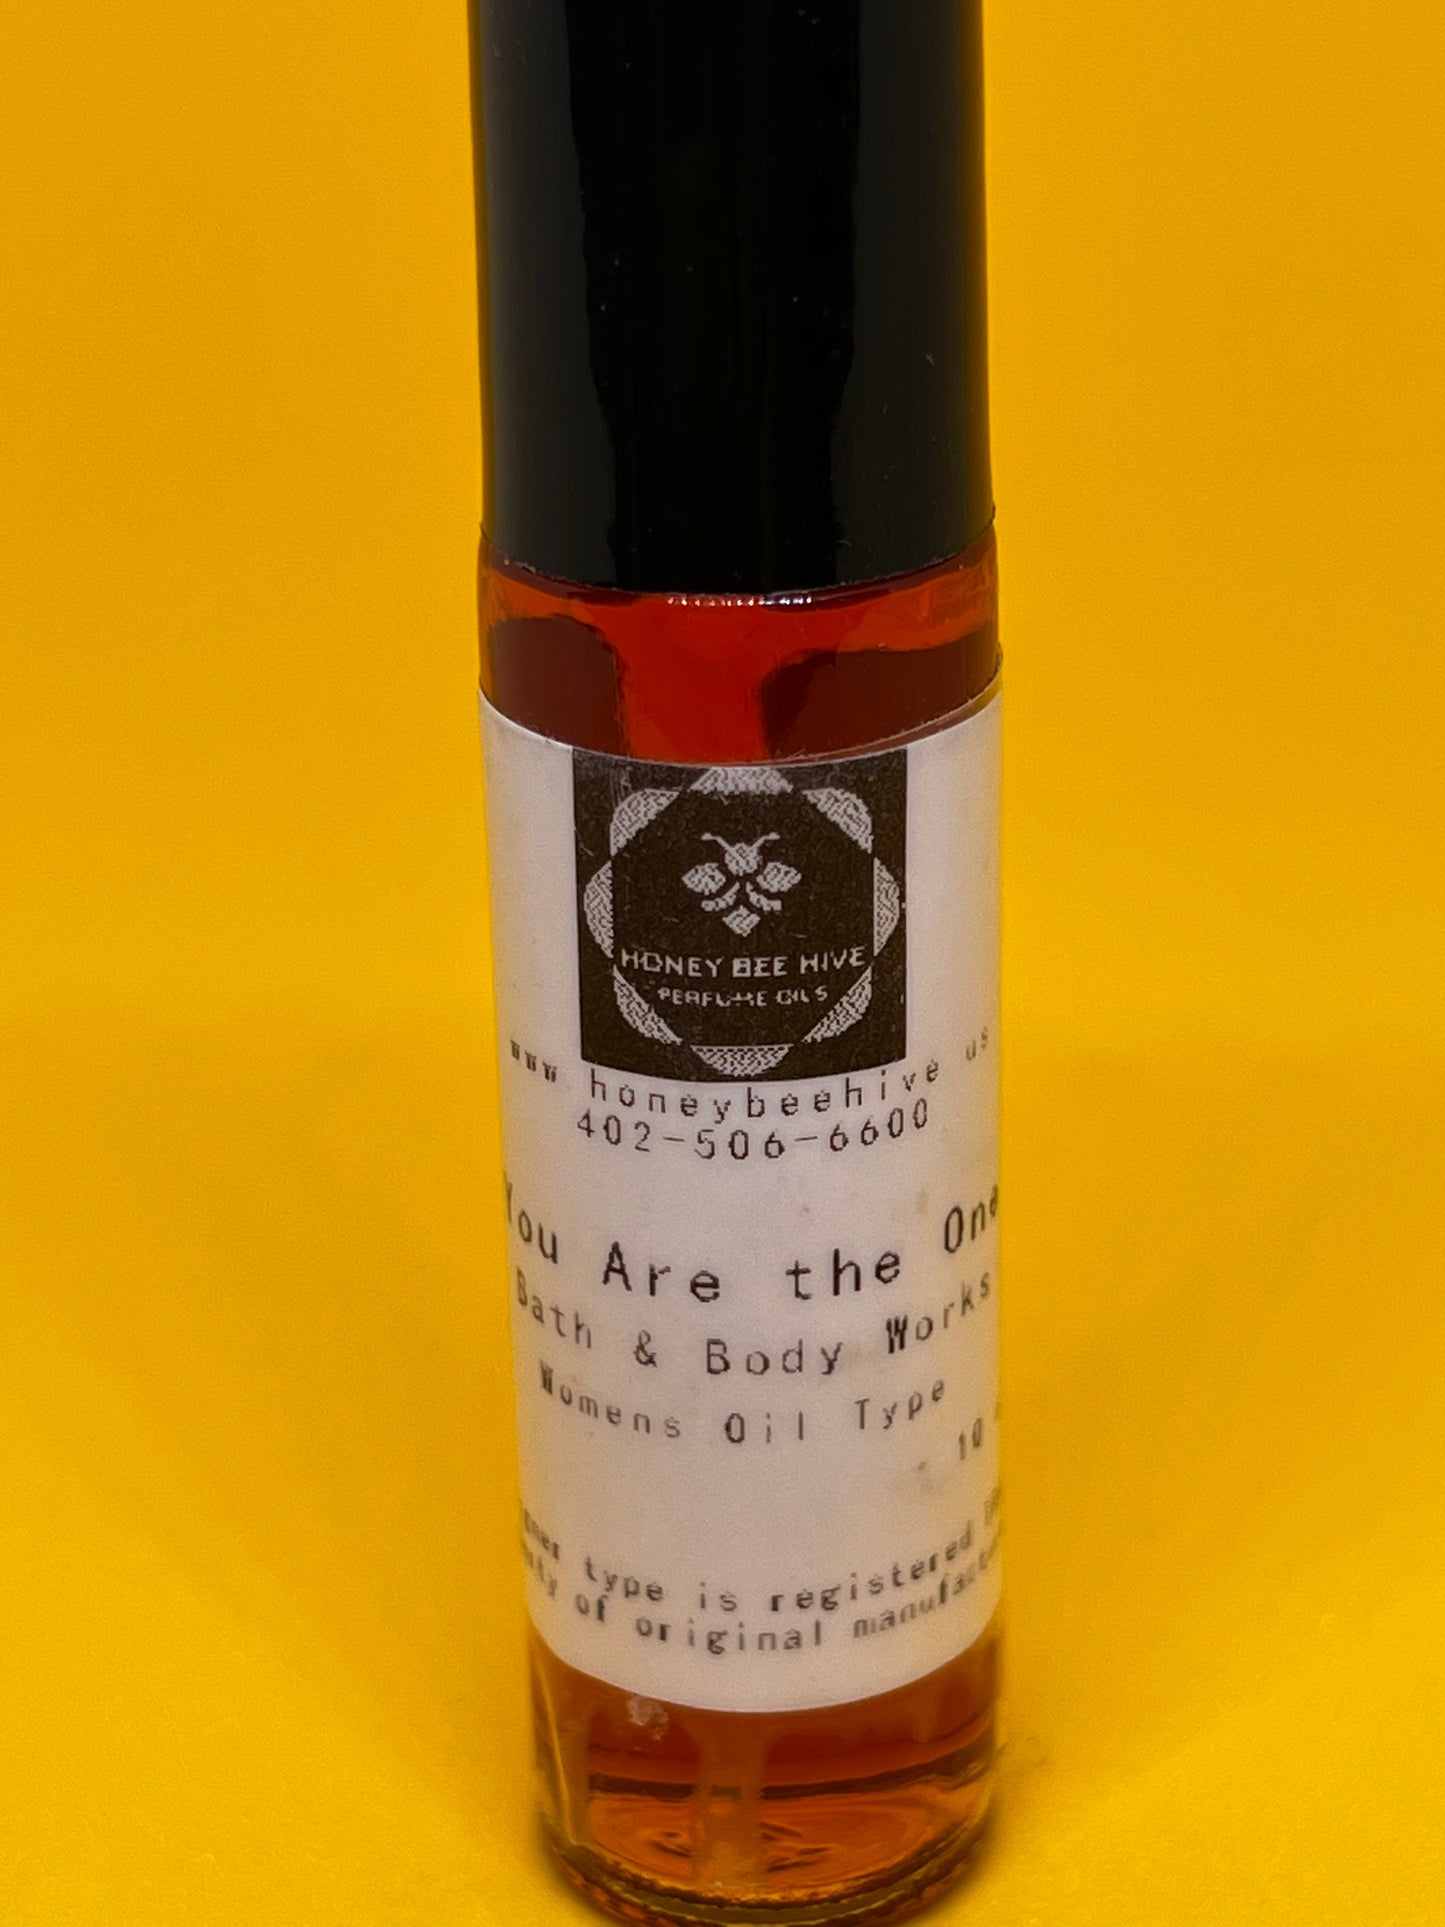 HONEY BEE HIVE
PERFUME OILS
www.honeybeehive us
402-506-6600
You Are the One
Bath & Body Works
Womens Oil Type
10
type is registered
of original